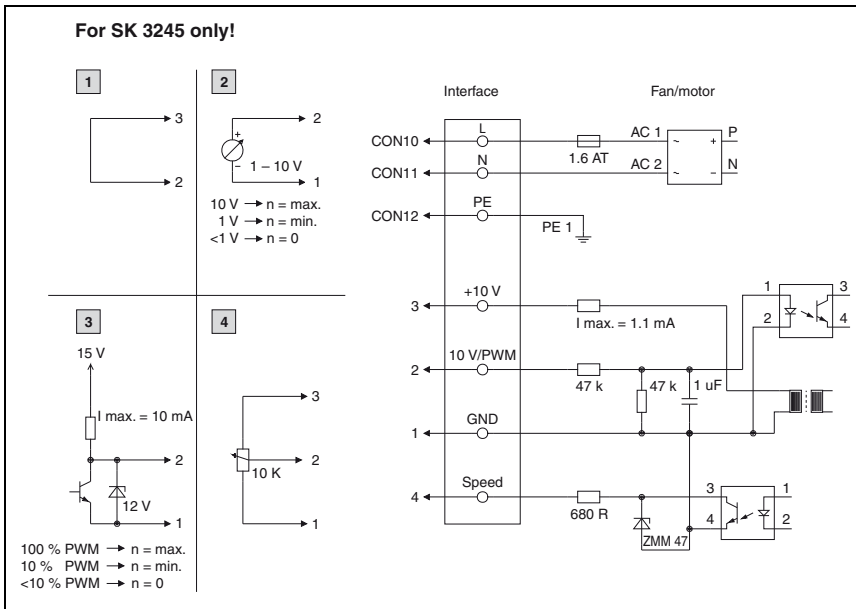 For SK 3245 only!
1
3
2
2
+
–
2
1 – 10 V
1
10 V → n = max.
1 V → n = min.
<1 V → n = 0
3
15 V
I max. = 10 mA
2
12 V
1
100 % PWM → n = max.
10 % PWM → n = min.
<10 % PWM → n = 0
4
3
2
10 K
1
Interface
Fan/motor
CON10
L
1.6 AT
AC 1
~
+
P
CON11
N
AC 2
~
–
N
CON12
PE
PE 1
3
+10 V
I max. = 1.1 mA
1
2
3
4
2
10 V/PWM
47 k
47 k
1 uF
1
GND
4
Speed
680 R
ZMM 47
3
4
1
2